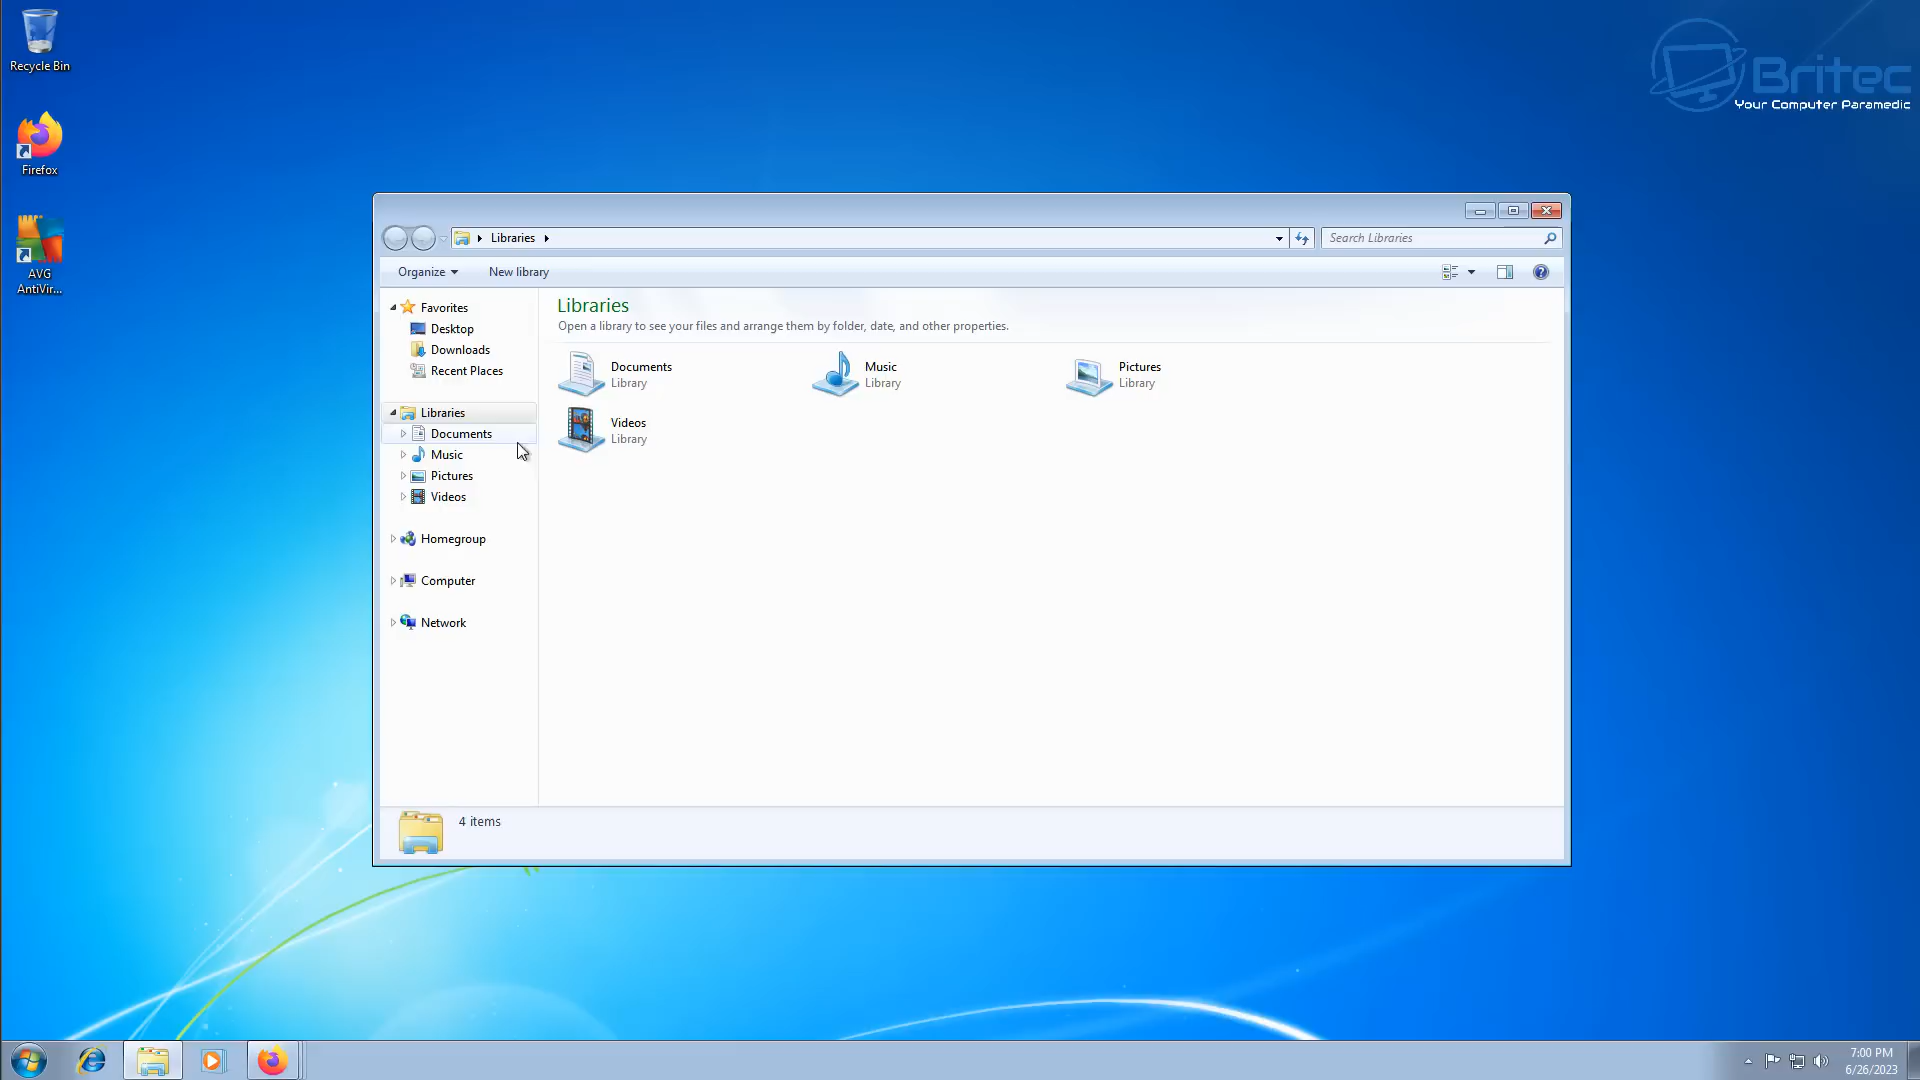 Recycle Bin
Firefox
AVG
AntiVir...
Britec
Your Computer Paramedic
Libraries
Search Libraries
Organize
New library
Favorites
Desktop
Downloads
Recent Places
Libraries
Documents
Music
Pictures
Videos
Homegroup
Computer
Network
Libraries
Open a library to see your files and arrange them by folder, date, and other properties.
Documents
Library
Music
Library
Pictures
Library
Videos
Library
4 items
7:00 PM
6/26/2023